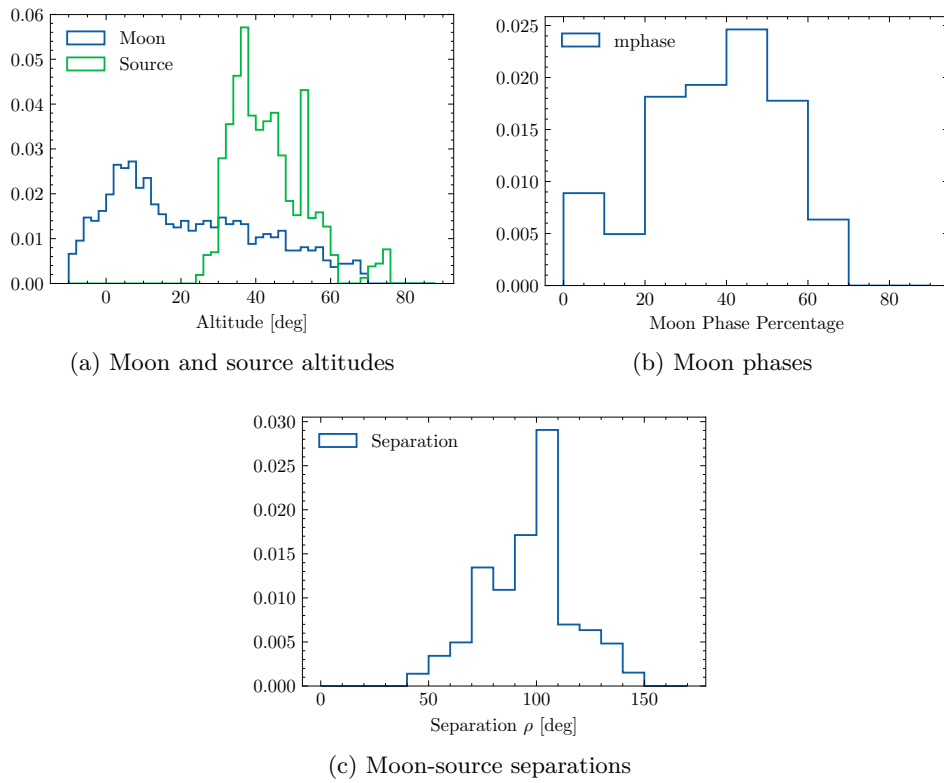 Moon
Source
0.06
0.05
0.04
0.03
0.02
0.01
0.00
0 20 40 60 80
Altitude [deg]
(a) Moon and source altitudes
mphase
0.025
0.020
0.015
0.010
0.005
0.000
0 20 40 60 80
Moon Phase Percentage
(b) Moon phases
Separation
0.030
0.025
0.020
0.015
0.010
0.005
0.000
0 50 100 150
Separation ρ [deg]
(c) Moon-source separations